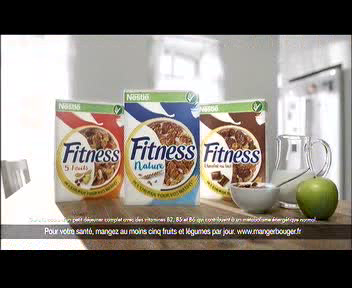 Nestlé
Fitness
5 Fruits
Nestlé
Fitness
Nature
Nestlé
Fitness
Chocolat au lait
petit déjeuner complet avec des vitamines B2, B5 et B6 qui contribuent à un métabolisme énergétique normal.
Pour votre santé, mangez au moins cinq fruits et légumes par jour. www.mangerbouger.fr